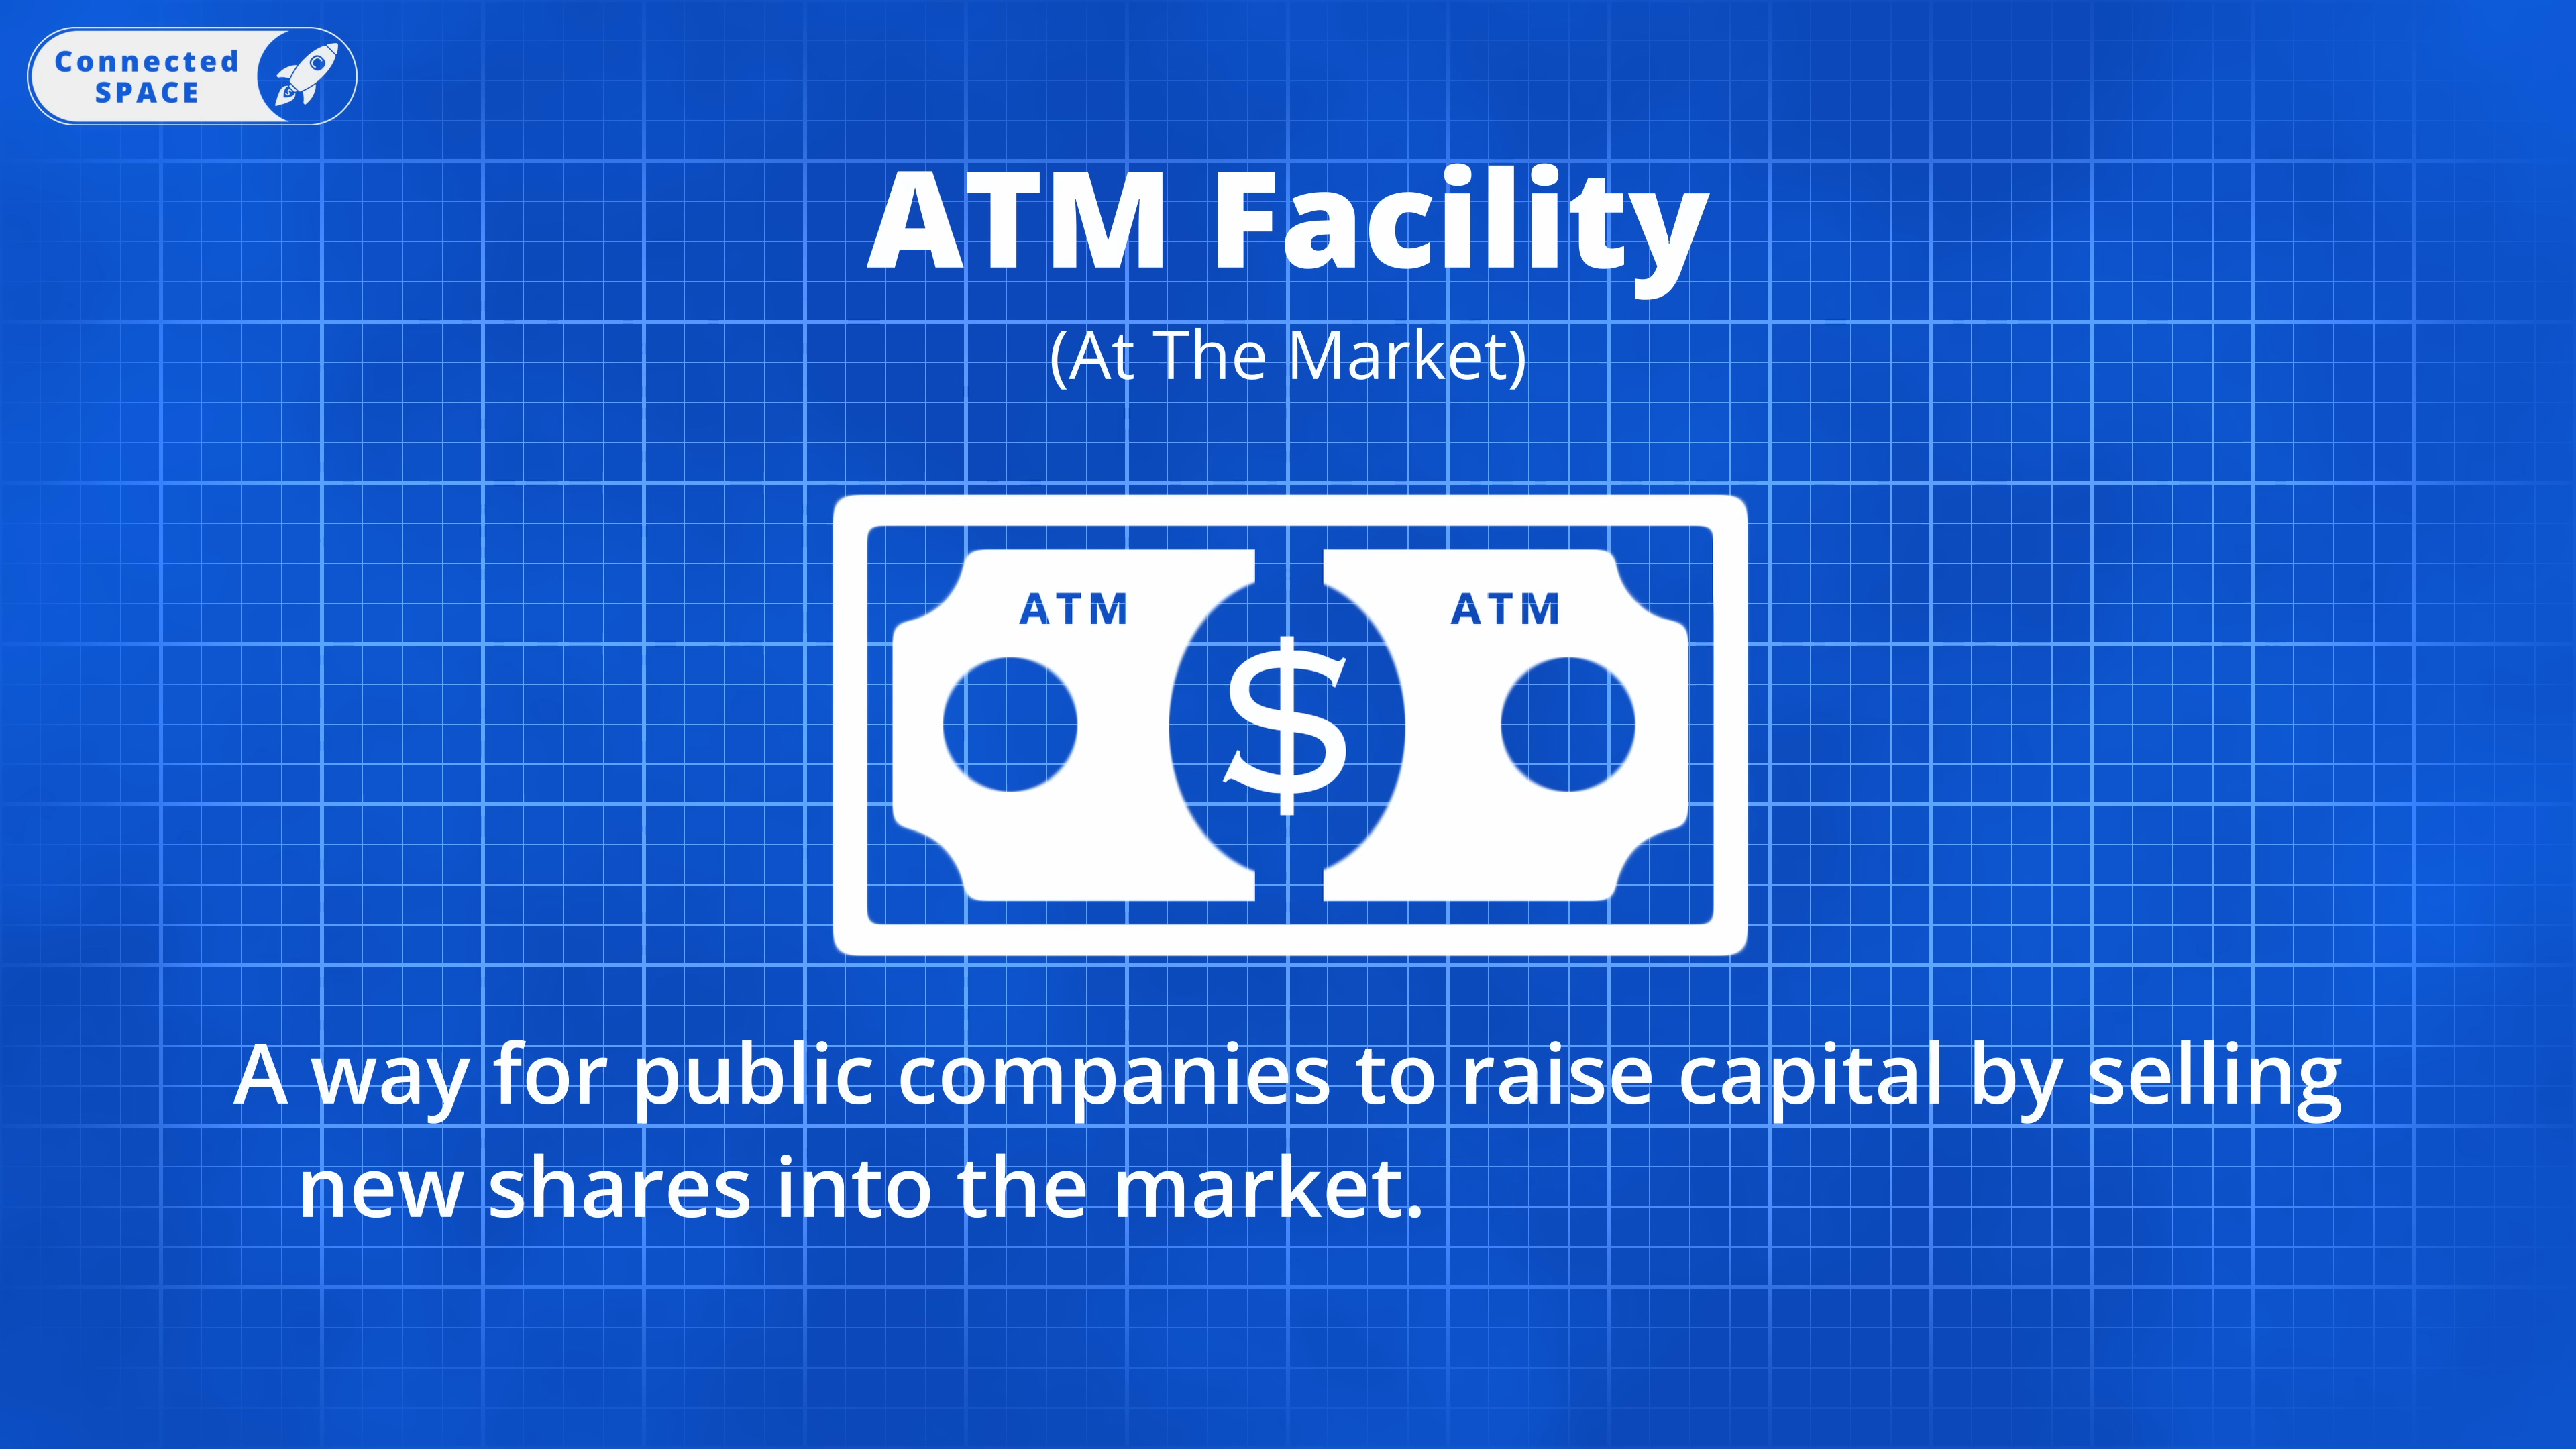 Connected
SPACE
ATM Facility
(At The Market)
ATM ATM
$
A way for public companies to raise capital by selling
new shares into the market.